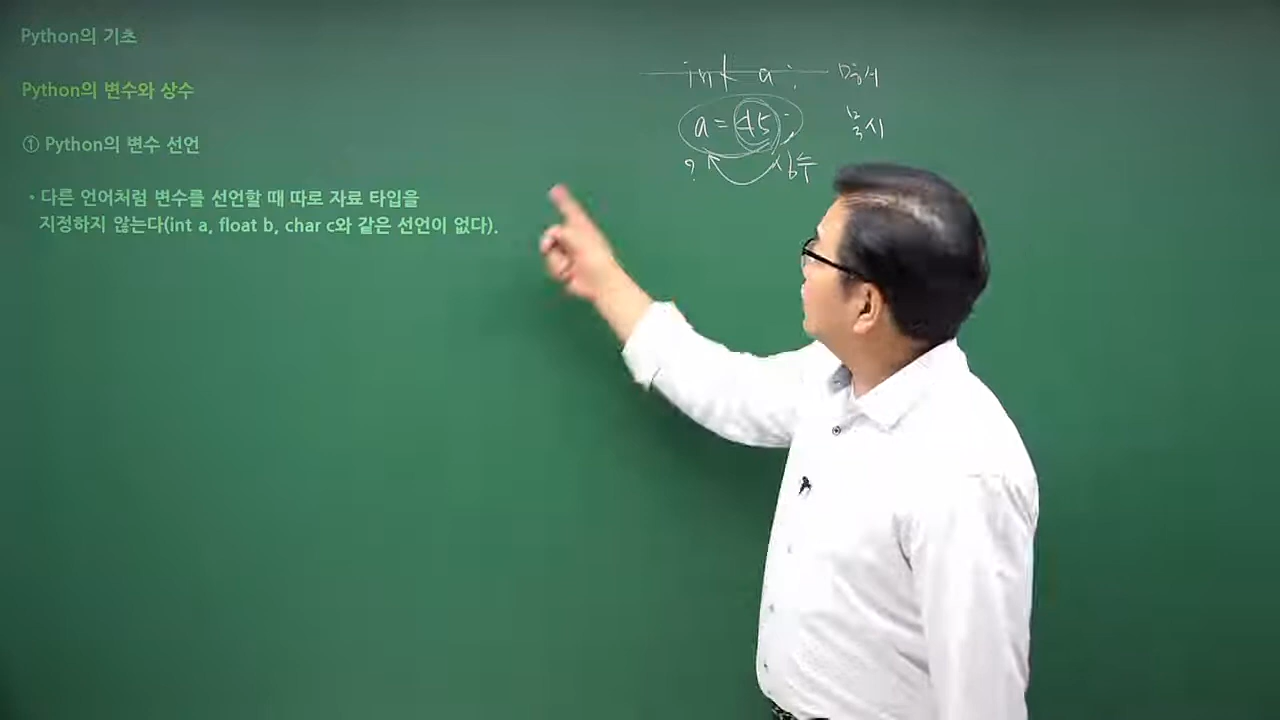 Python의 기초
Python의 변수와 상수
① Python의 변수 선언
• 다른 언어처럼 변수를 선언할 때 따로 자료 타입을
지정하지 않는다(int a, float b, char c와 같은 선언이 없다).
int a; 명시
a = 45; 묵시
? 상수